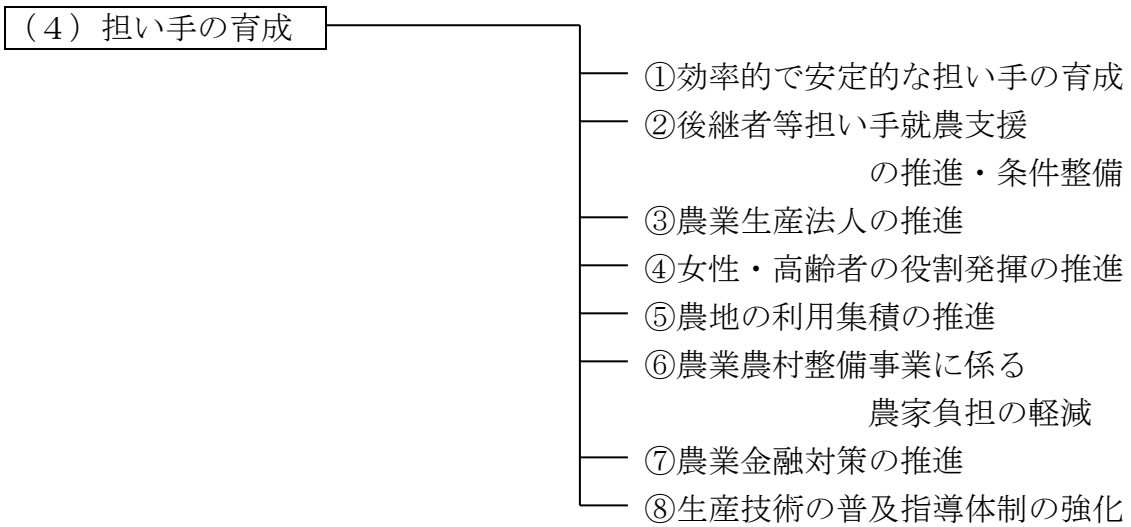 （４）担い手の育成
①効率的で安定的な担い手の育成
②後継者等担い手就農支援
の推進・条件整備
③農業生産法人の推進
④女性・高齢者の役割発揮の推進
⑤農地の利用集積の推進
⑥農業農村整備事業に係る
農家負担の軽減
⑦農業金融対策の推進
⑧生産技術の普及指導体制の強化